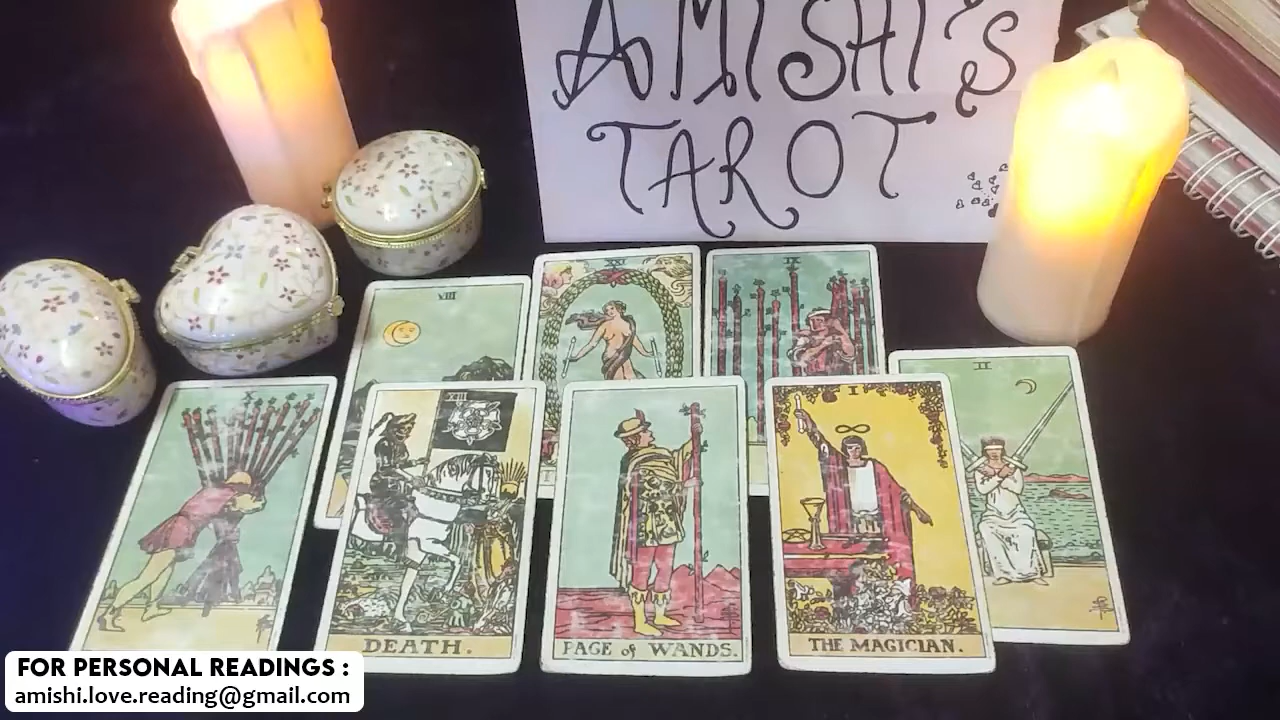 AMISHI'S
TAROT
VIII
XXI
IX
X
XIII
I
II
DEATH.
PAGE of WANDS.
THE MAGICIAN.
FOR PERSONAL READINGS :
amishi.love.reading@gmail.com